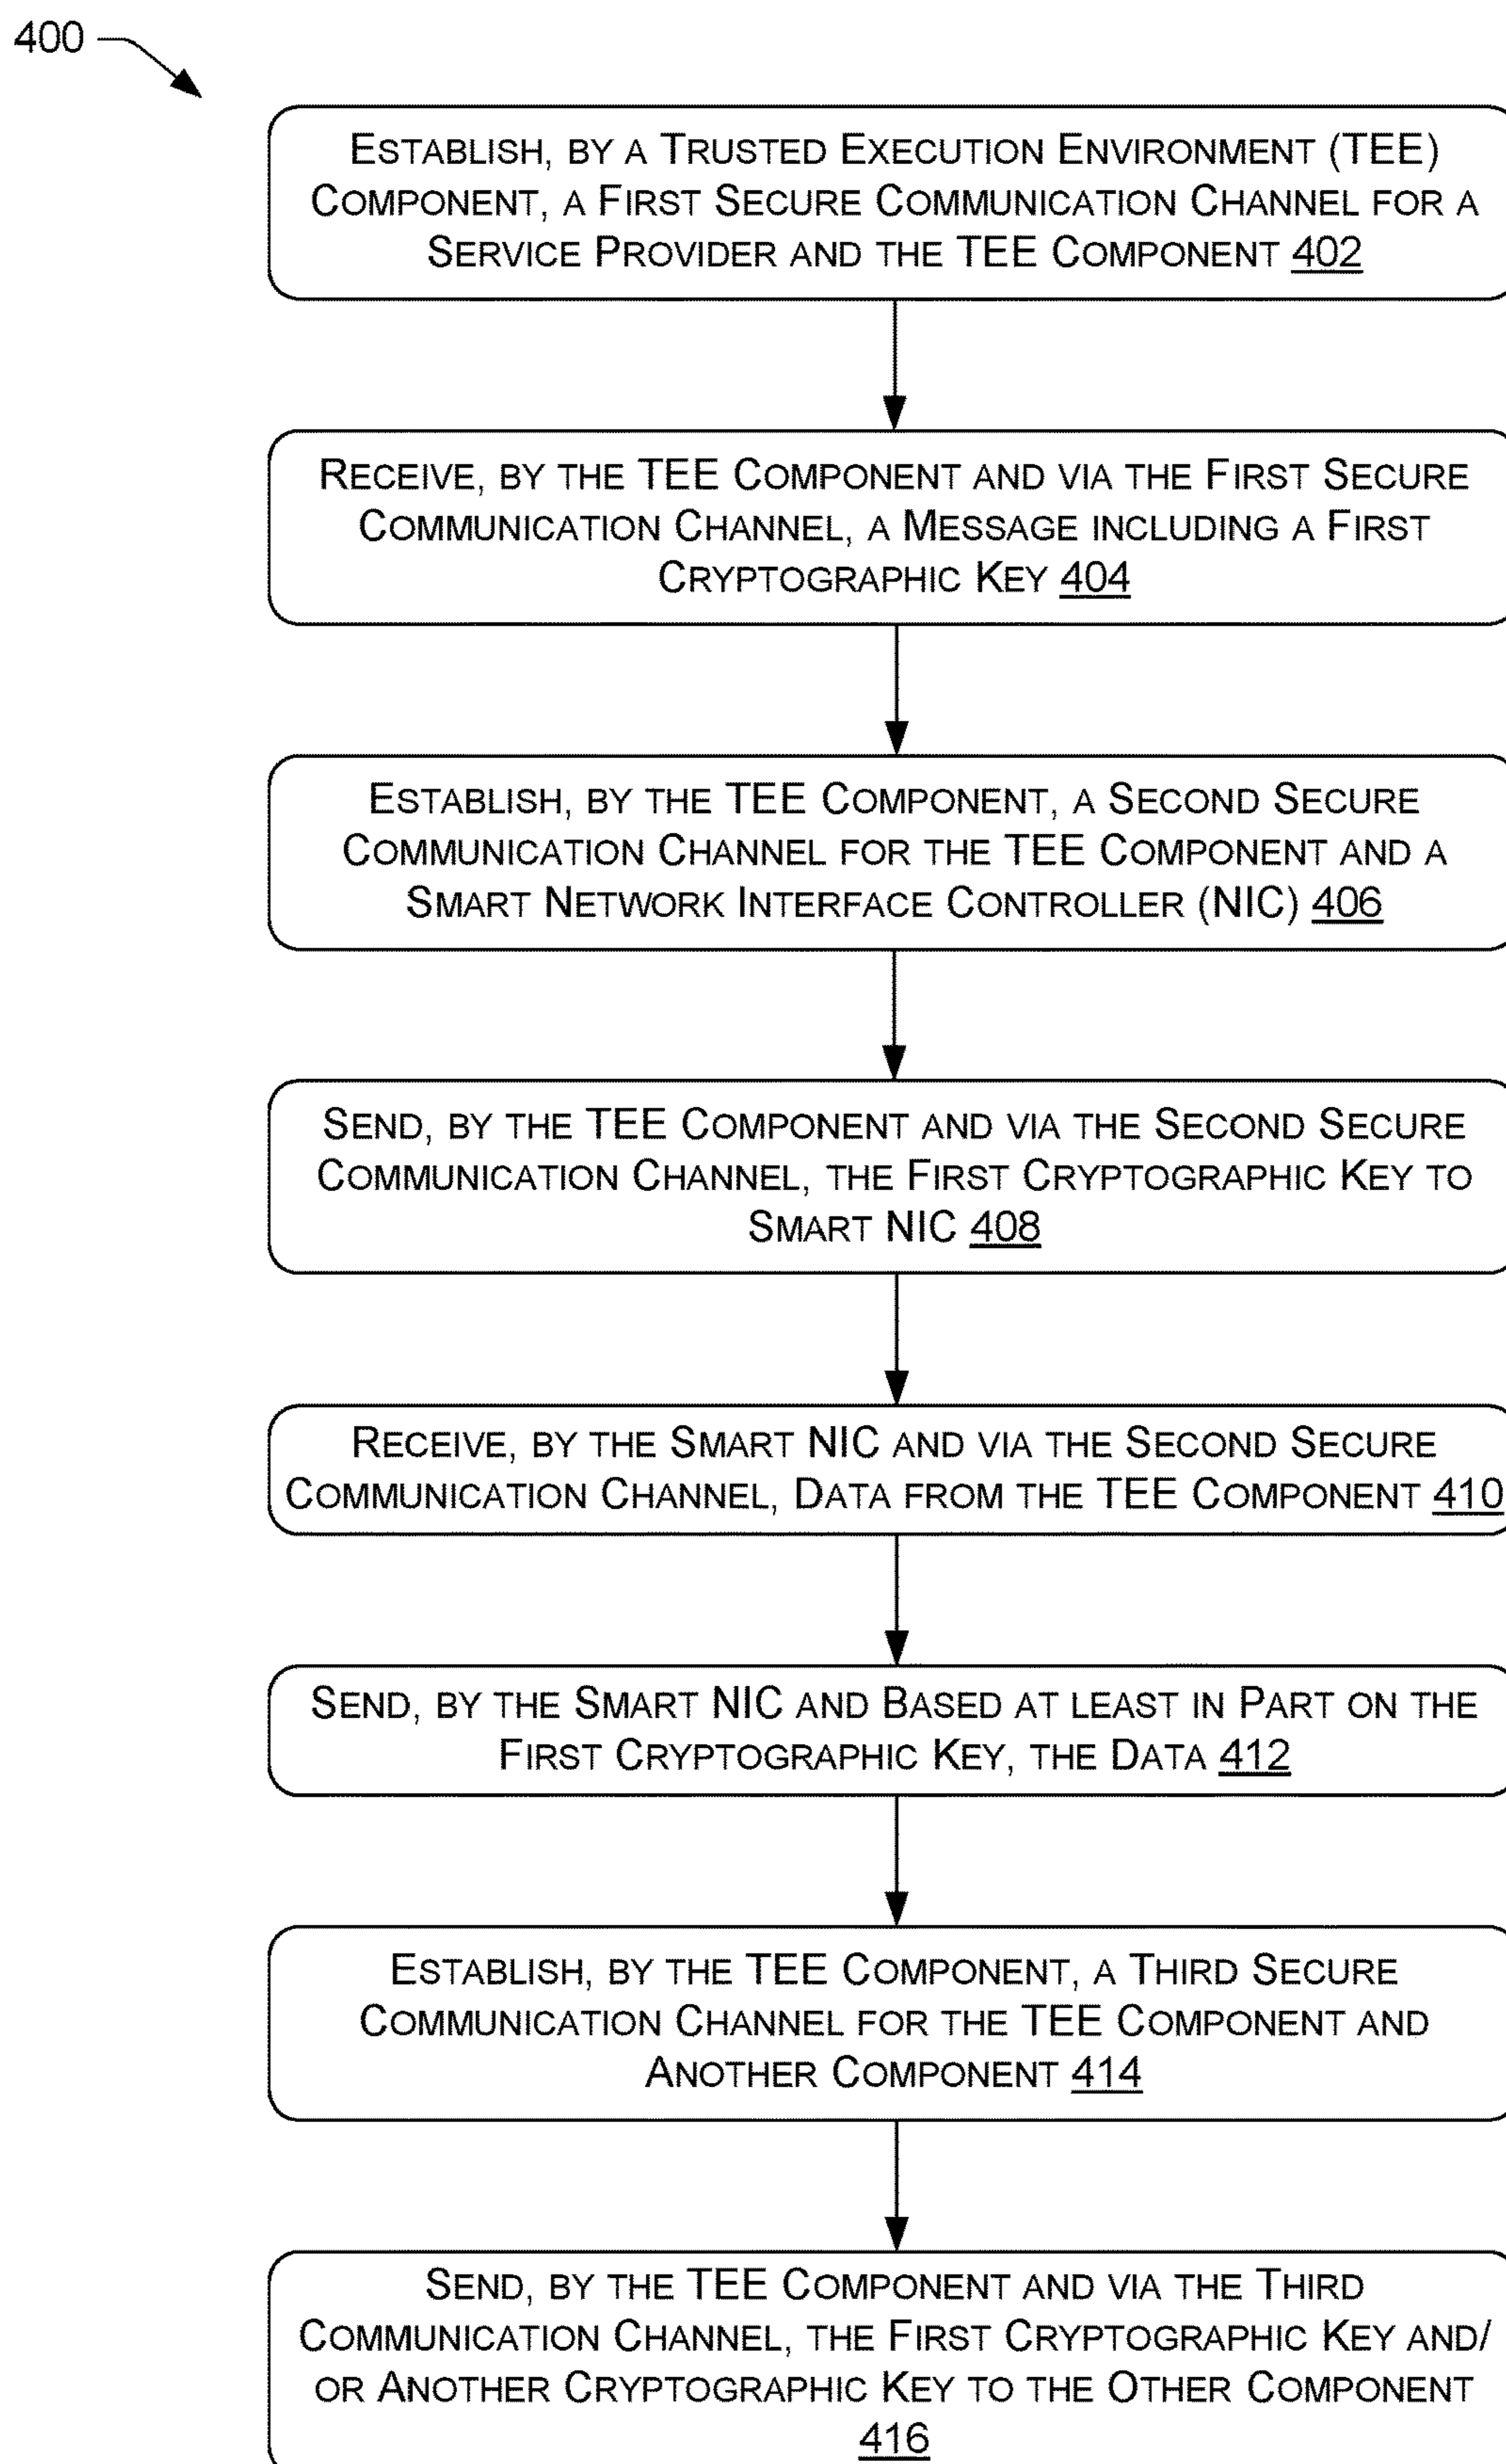 400
ESTABLISH, BY A TRUSTED EXECUTION ENVIRONMENT (TEE)
COMPONENT, A FIRST SECURE COMMUNICATION CHANNEL FOR A
SERVICE PROVIDER AND THE TEE COMPONENT 402
RECEIVE, BY THE TEE COMPONENT AND VIA THE FIRST SECURE
COMMUNICATION CHANNEL, A MESSAGE INCLUDING A FIRST
CRYPTOGRAPHIC KEY 404
ESTABLISH, BY THE TEE COMPONENT, A SECOND SECURE
COMMUNICATION CHANNEL FOR THE TEE COMPONENT AND A
SMART NETWORK INTERFACE CONTROLLER (NIC) 406
SEND, BY THE TEE COMPONENT AND VIA THE SECOND SECURE
COMMUNICATION CHANNEL, THE FIRST CRYPTOGRAPHIC KEY TO
SMART NIC 408
RECEIVE, BY THE SMART NIC AND VIA THE SECOND SECURE
COMMUNICATION CHANNEL, DATA FROM THE TEE COMPONENT 410
SEND, BY THE SMART NIC AND BASED AT LEAST IN PART ON THE
FIRST CRYPTOGRAPHIC KEY, THE DATA 412
ESTABLISH, BY THE TEE COMPONENT, A THIRD SECURE
COMMUNICATION CHANNEL FOR THE TEE COMPONENT AND
ANOTHER COMPONENT 414
SEND, BY THE TEE COMPONENT AND VIA THE THIRD
COMMUNICATION CHANNEL, THE FIRST CRYPTOGRAPHIC KEY AND/
OR ANOTHER CRYPTOGRAPHIC KEY TO THE OTHER COMPONENT
416